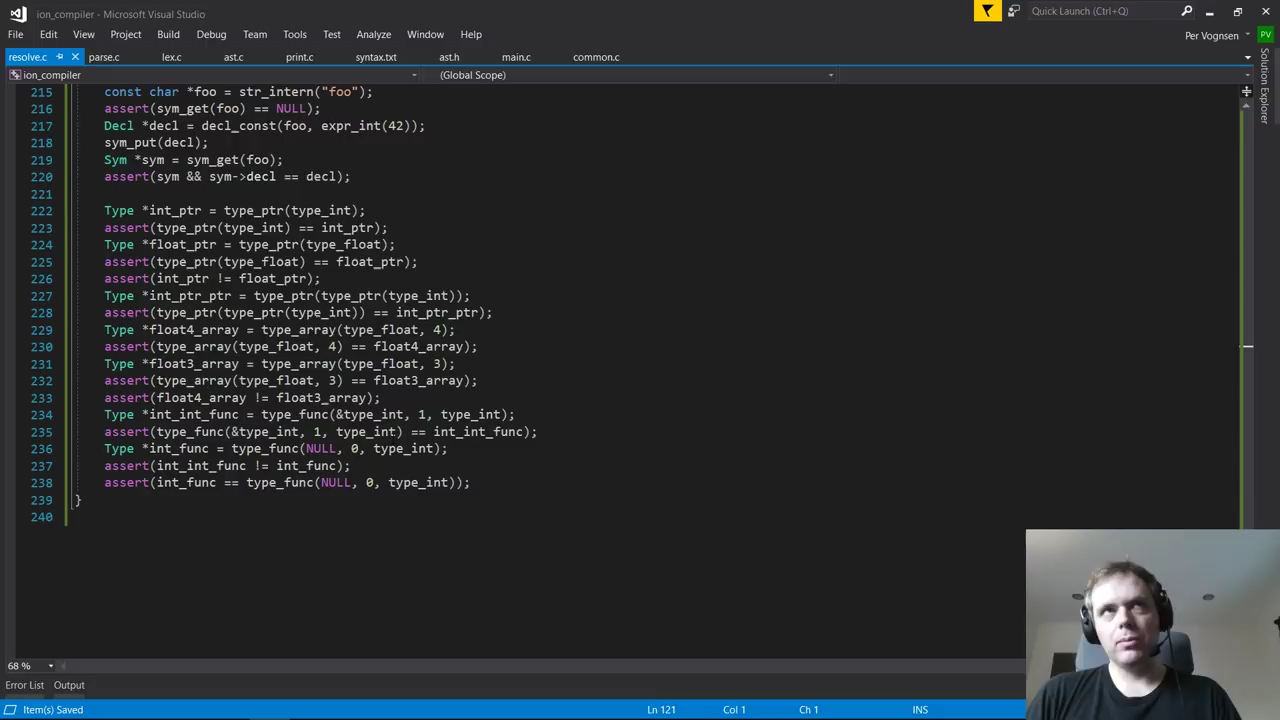 ion_compiler - Microsoft Visual Studio
Quick Launch (Ctrl+Q)
File Edit View Project Build Debug Team Tools Test Analyze Window Help
Per Vognsen PV
resolve.c parse.c lex.c ast.c print.c syntax.txt ast.h main.c common.c
ion_compiler (Global Scope)
Solution Explorer
215 const char *foo = str_intern("foo");
216 assert(sym_get(foo) == NULL);
217 Decl *decl = decl_const(foo, expr_int(42));
218 sym_put(decl);
219 Sym *sym = sym_get(foo);
220 assert(sym && sym->decl == decl);
221
222 Type *int_ptr = type_ptr(type_int);
223 assert(type_ptr(type_int) == int_ptr);
224 Type *float_ptr = type_ptr(type_float);
225 assert(type_ptr(type_float) == float_ptr);
226 assert(int_ptr != float_ptr);
227 Type *int_ptr_ptr = type_ptr(type_ptr(type_int));
228 assert(type_ptr(type_ptr(type_int)) == int_ptr_ptr);
229 Type *float4_array = type_array(type_float, 4);
230 assert(type_array(type_float, 4) == float4_array);
231 Type *float3_array = type_array(type_float, 3);
232 assert(type_array(type_float, 3) == float3_array);
233 assert(float4_array != float3_array);
234 Type *int_int_func = type_func(&type_int, 1, type_int);
235 assert(type_func(&type_int, 1, type_int) == int_int_func);
236 Type *int_func = type_func(NULL, 0, type_int);
237 assert(int_int_func != int_func);
238 assert(int_func == type_func(NULL, 0, type_int));
239 }
240
68 %
Error List Output
Item(s) Saved Ln 121 Col 1 Ch 1 INS